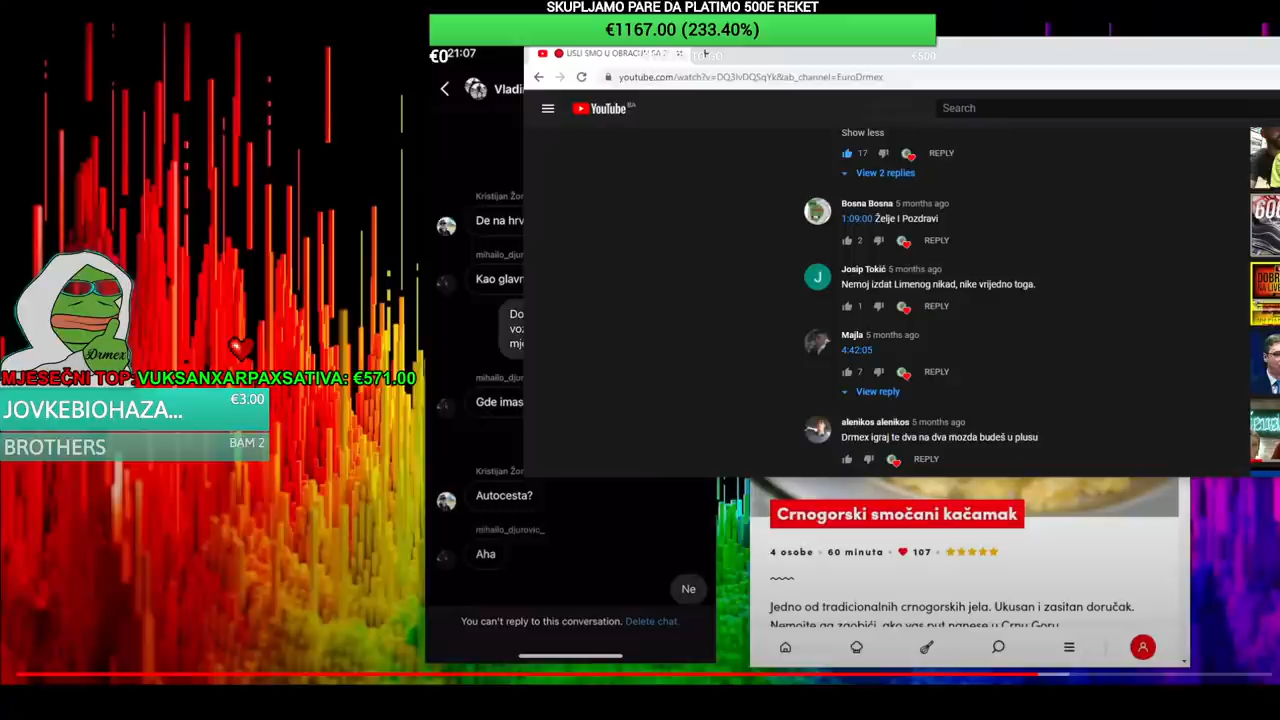 SKUPLJAMO PARE DA PLATIMO 500E REKET
€1167.00 (233.40%)
€0
€500
21:07
Vladi
Kristijan Žor
De na hrv
mihailo_djur
Kao glavr
Do
voz
mje
mihailo_djur
Gde imas
Kristijan Žor
Autocesta?
mihailo_djurovic_
Aha
Ne
You can't reply to this conversation. Delete chat.
USLI SMO U OBRACUN SA
youtube.com/watch?v=DQ3lvDQSqYk&ab_channel=EuroDrmex
YouTube BA
Search
Show less
17 REPLY
View 2 replies
Bosna Bosna 5 months ago
1:09:00 Želje I Pozdravi
2 REPLY
Josip Tokić 5 months ago
J
Nemoj izdat Limenog nikad, nike vrijedno toga.
1 REPLY
Majla 5 months ago
4:42:05
7 REPLY
View reply
alenikos alenikos 5 months ago
Drmex igraj te dva na dva mozda budeš u plusu
REPLY
Drmex
MJESEČNI TOP: VUKSANXARPAXSATIVA: €571.00
JOVKEBIOHAZA... €3.00
BROTHERS BAM 2
Crnogorski smočani kačamak
4 osobe • 60 minuta • 107
Jedno od tradicionalnih crnogorskih jela. Ukusan i zasitan doručak.
Nemojte ga zaobići, ako vas put nanese u Crnu Goru